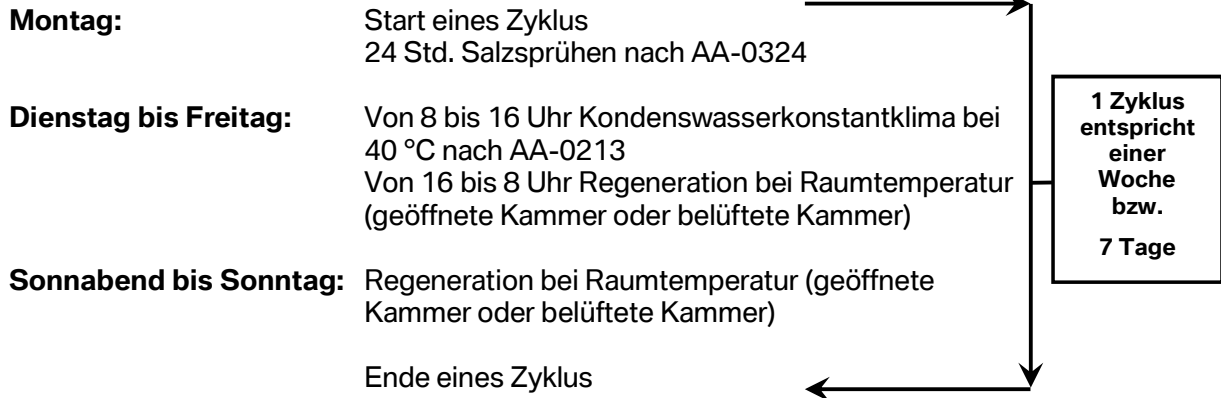 Montag: Start eines Zyklus
24 Std. Salzsprühen nach AA-0324
Dienstag bis Freitag: Von 8 bis 16 Uhr Kondenswasserkonstantklima bei
40 °C nach AA-0213
Von 16 bis 8 Uhr Regeneration bei Raumtemperatur
(geöffnete Kammer oder belüftete Kammer)
Sonnabend bis Sonntag: Regeneration bei Raumtemperatur (geöffnete
Kammer oder belüftete Kammer)
Ende eines Zyklus
1 Zyklus
entspricht
einer
Woche
bzw.
7 Tage